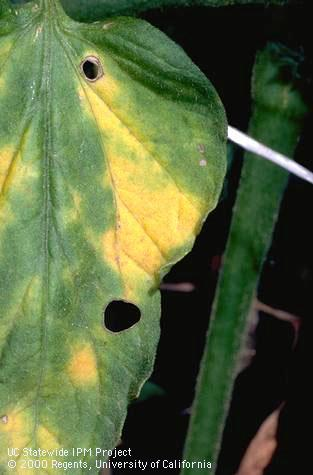 UC Statewide IPM Project
© 2000 Regents, University of California